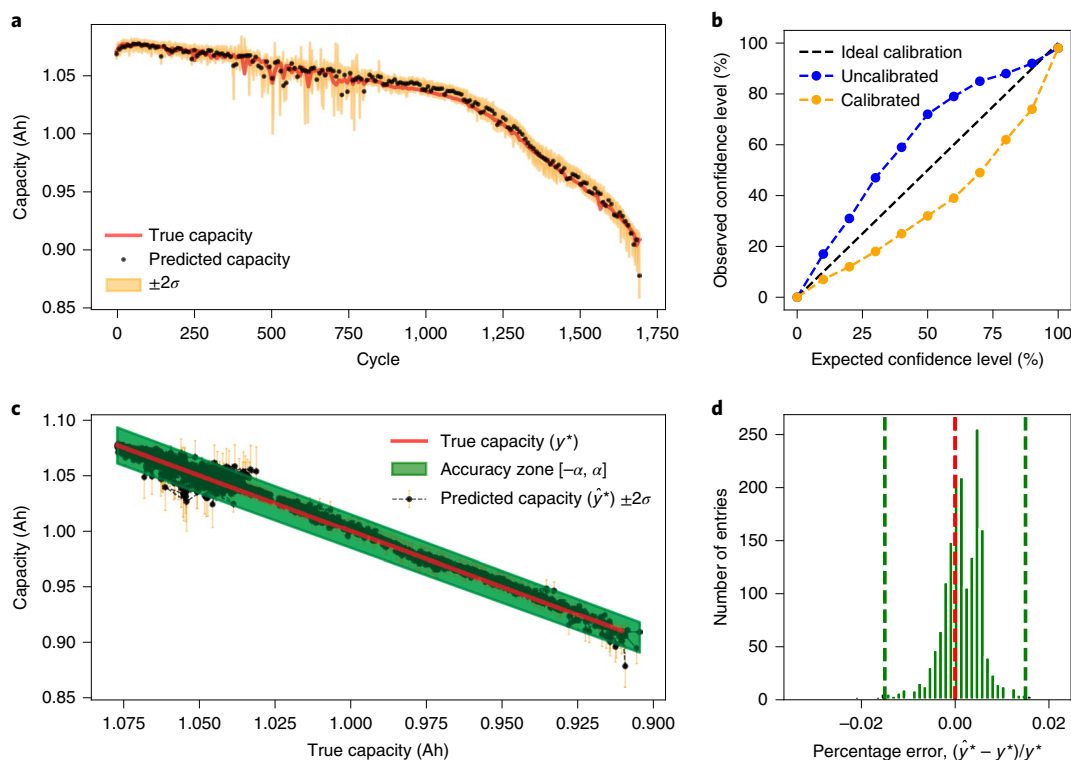 a
1.05
1.00
0.95
0.90
0.85
Capacity (Ah)
True capacity
Predicted capacity
±2σ
0
250
500
750
1,000
1,250
1,500
1,750
Cycle
b
100
80
60
40
20
0
Observed confidence level (%)
Ideal calibration
Uncalibrated
Calibrated
0
25
50
75
100
Expected confidence level (%)
c
1.10
1.05
1.00
0.95
0.90
0.85
Capacity (Ah)
True capacity (y*)
Accuracy zone [−α, α]
Predicted capacity (ŷ*) ±2σ
1.075
1.050
1.025
1.000
0.975
0.950
0.925
0.900
True capacity (Ah)
d
250
200
150
100
50
0
Number of entries
−0.02
0.00
0.02
Percentage error, (ŷ* − y*)/y*